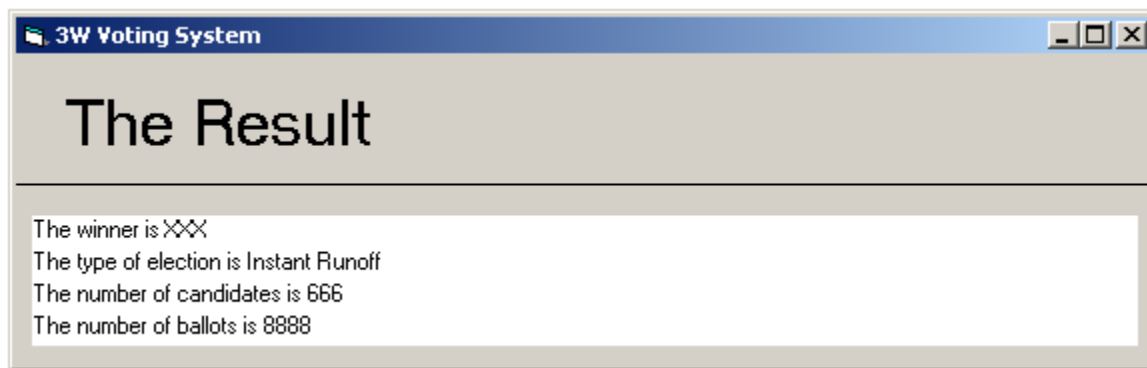 3W Voting System
The Result
The winner is XXX
The type of election is Instant Runoff
The number of candidates is 666
The number of ballots is 8888